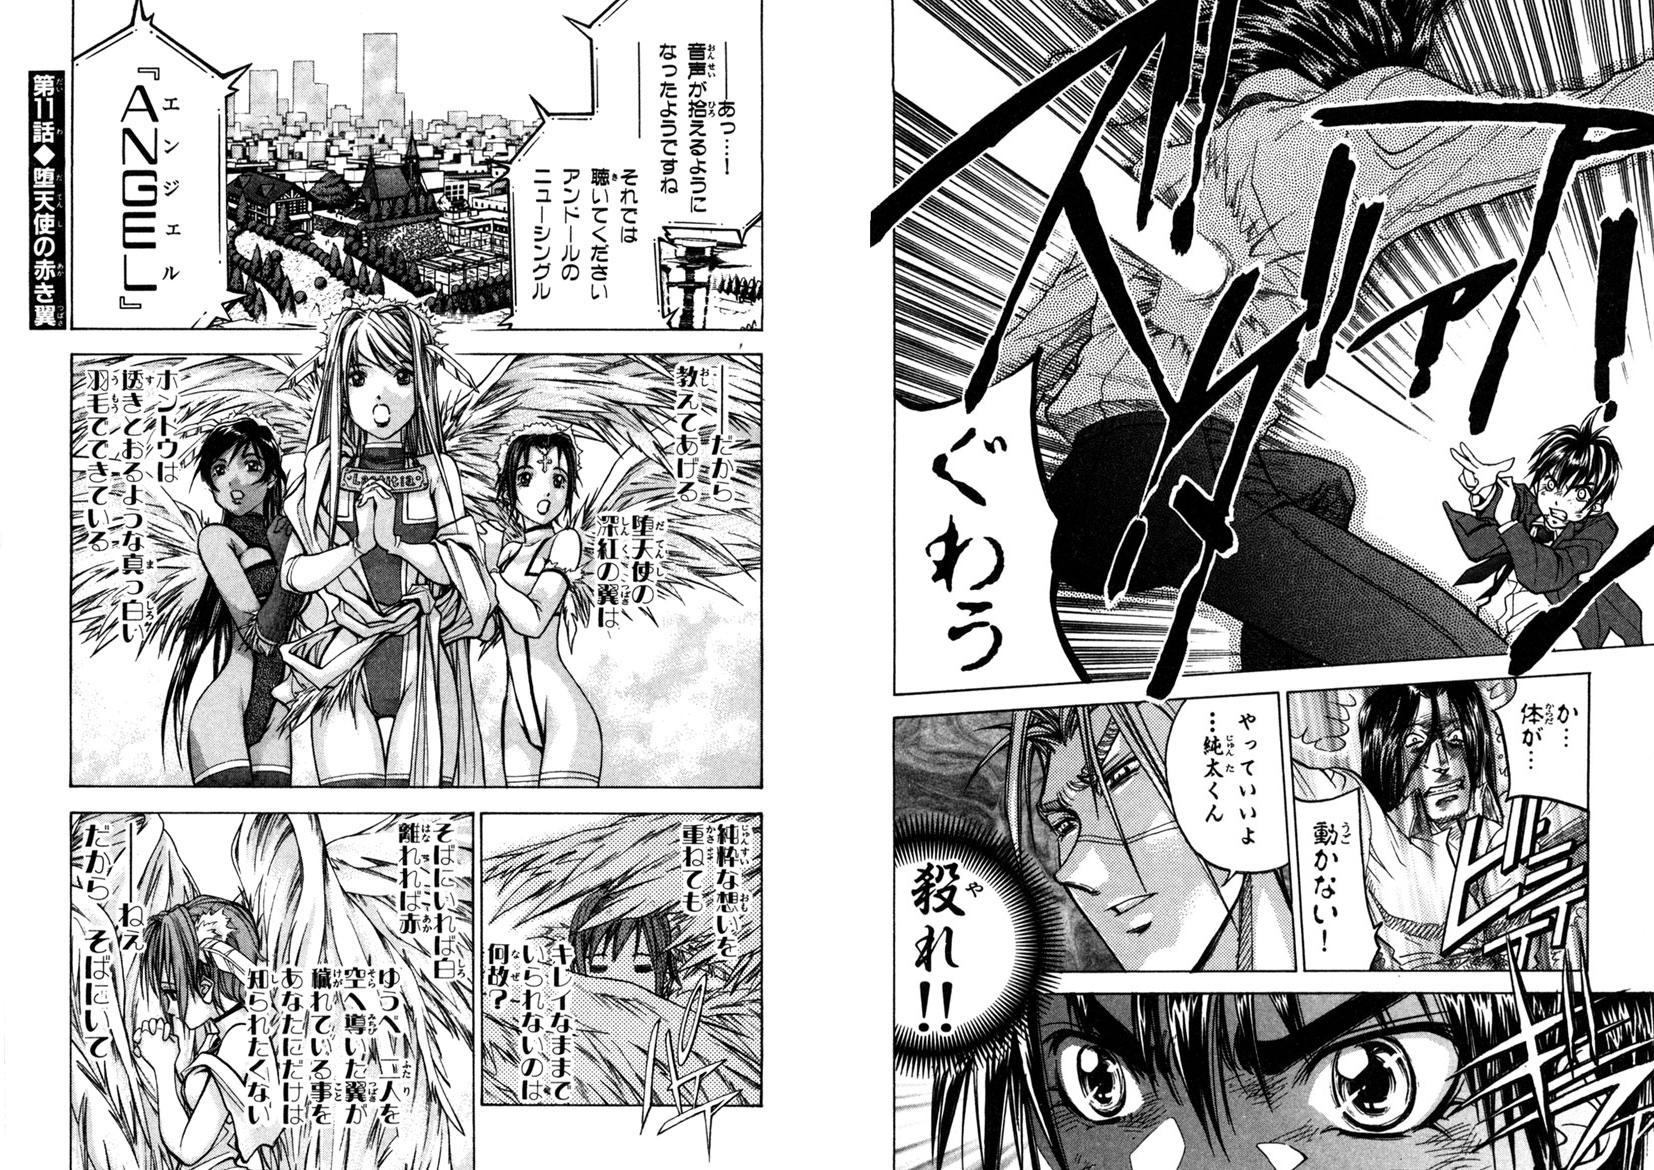 ぐわう
か…
体が…
動かない！
やっていいよ
…純太くん
殺れ!!
第11話◆堕天使の赤き翼
――あっ…！
音声が拾えるように
なったようですね
それでは
聴いてください
アンドールの
ニューシングル
『ANGEL』
エンジェル
――だから
教えてあげる
堕天使の
深紅の翼は
ホントウは
透きとおるような真っ白い
羽毛でできている
純粋な想いを
重ねても
キレイなままで
いられないのは
何故？
そばにいれば白
離れれば赤
ゆうべ二人を
空へ導いた翼が
穢れている事を
あなたにだけは
知られたくない
――ねえ
だから そばにいて